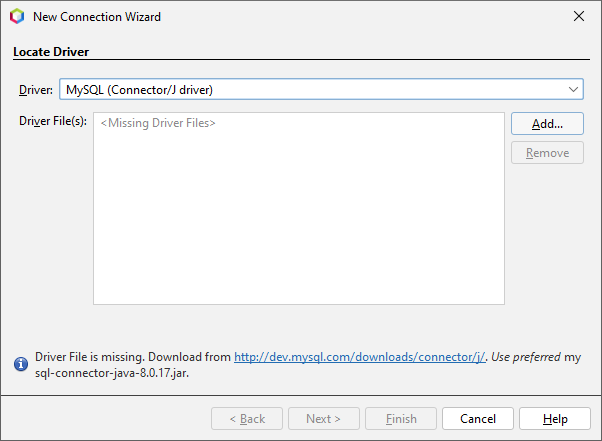 New Connection Wizard
Locate Driver
Driver: MySQL (Connector/J driver)
Driver File(s): <Missing Driver Files> Add...
Remove
Driver File is missing. Download from http://dev.mysql.com/downloads/connector/j/. Use preferred my
sql-connector-java-8.0.17.jar.
< Back Next > Finish Cancel Help